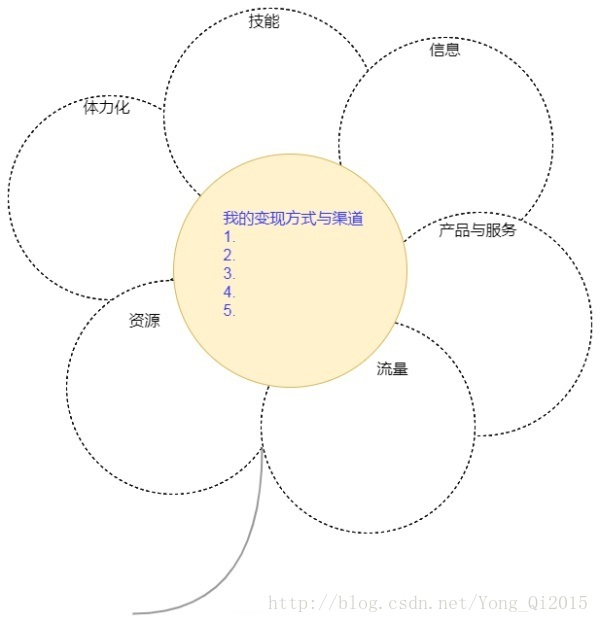 技能
信息
体力化
产品与服务
我的变现方式与渠道
1.
2.
3.
4.
5.
资源
流量
http://blog.csdn.net/Yong_Qi2015